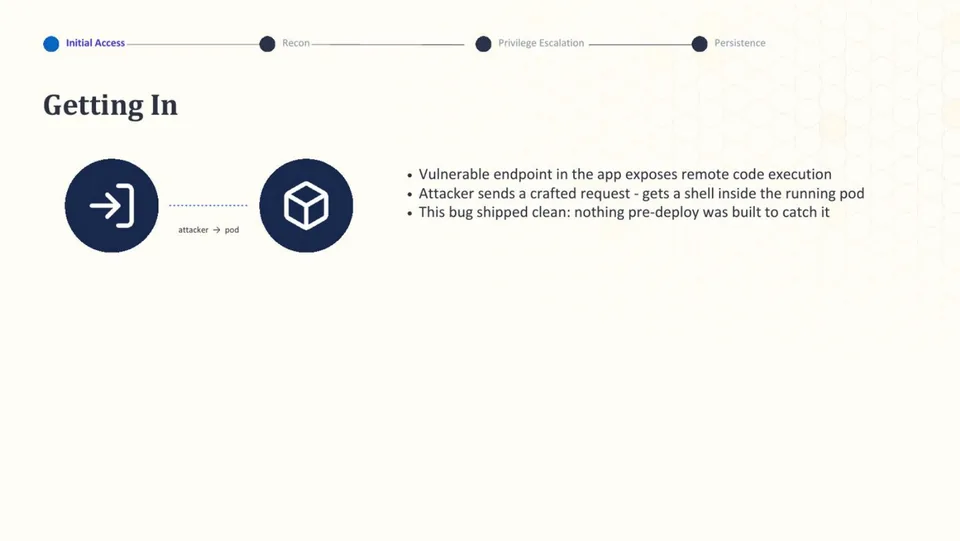 Initial Access
Recon
Privilege Escalation
Persistence
Getting In
attacker → pod
• Vulnerable endpoint in the app exposes remote code execution
• Attacker sends a crafted request - gets a shell inside the running pod
• This bug shipped clean: nothing pre-deploy was built to catch it